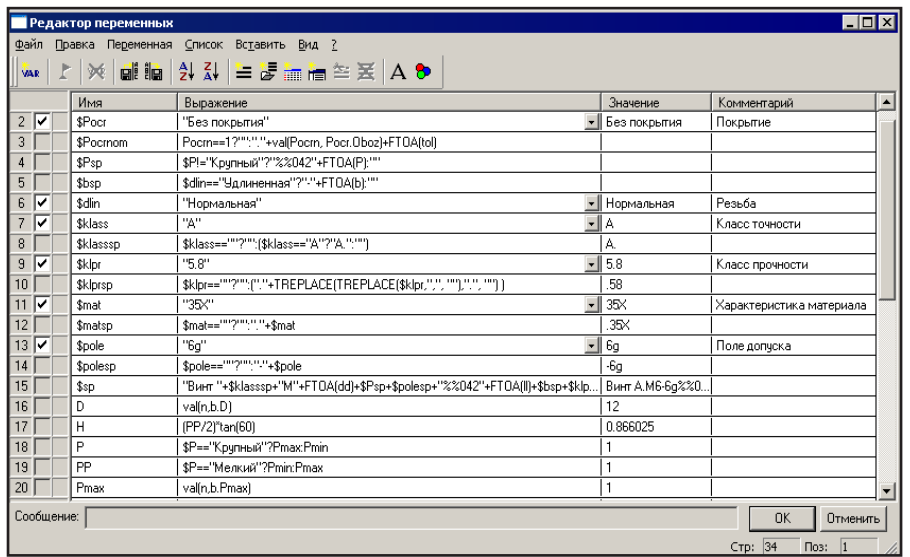 Редактор переменных
Файл Правка Переменная Список Вставить Вид ?
VAR A
Имя Выражение Значение Комментарий
2 $Pocr "Без покрытия" Без покрытия Покрытие
3 $Pocrnom Pocrn==1?"":"."+val(Pocrn, Pocr.Oboz)+FTOA(tol)
4 $Psp $P!="Крупный"?"%%042"+FTOA(P):""
5 $bsp $dlin=="Удлиненная"?"-"+FTOA(b):""
6 $dlin "Нормальная" Нормальная Резьба
7 $klass "A" A Класс точности
8 $klasssp $klass==""?"":($klass=="A"?"A.":"") A.
9 $klpr "5.8" 5.8 Класс прочности
10 $klprsp $klpr==""?"":("."+TREPLACE(TREPLACE($klpr,",", ""),".", "") ) .58
11 $mat "35X" 35X Характеристика материала
12 $matsp $mat==""?"":"."+$mat .35X
13 $pole "6g" 6g Поле допуска
14 $polesp $pole==""?"":"-"+$pole -6g
15 $sp "Винт "+$klasssp+"M"+FTOA(dd)+$Psp+$polesp+"%%042"+FTOA(ll)+$bsp+$klp... Винт А.М6-6g%%0...
16 D val(n,b.D) 12
17 H (PP/2)*tan(60) 0.866025
18 P $P=="Крупный"?Pmax:Pmin 1
19 PP $P=="Мелкий"?Pmin:Pmax 1
20 Pmax val(n,b.Pmax) 1
Сообщение: OK Отменить
Стр: 34 Поз: 1